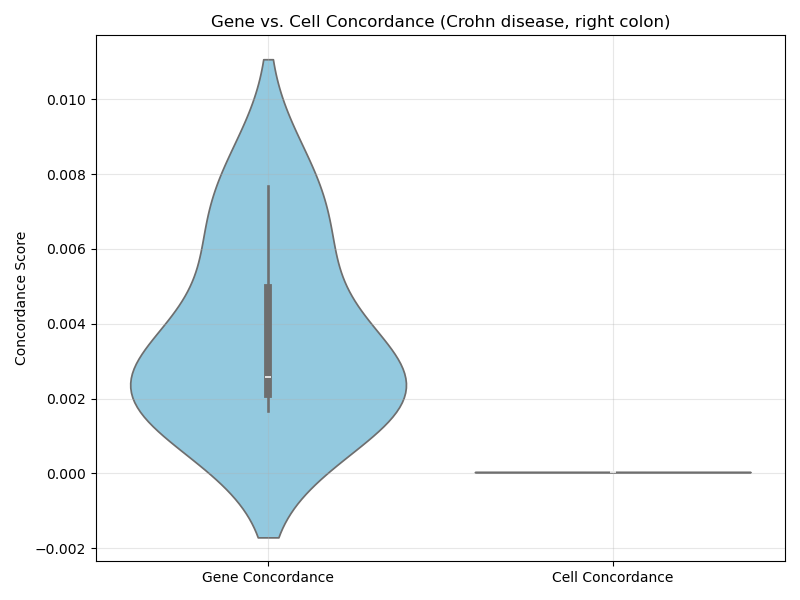 Gene vs. Cell Concordance (Crohn disease, right colon)
Concordance Score
0.010
0.008
0.006
0.004
0.002
0.000
−0.002
Gene Concordance
Cell Concordance